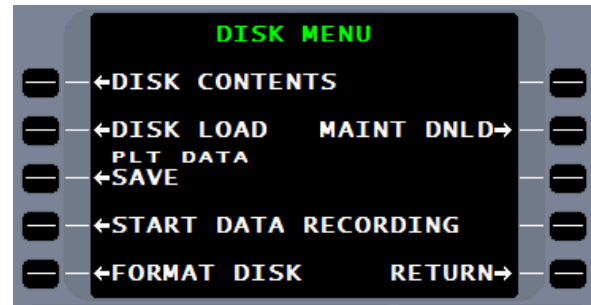 DISK MENU
←DISK CONTENTS
←DISK LOAD MAINT DNLD→
PLT DATA
←SAVE
←START DATA RECORDING
←FORMAT DISK RETURN→